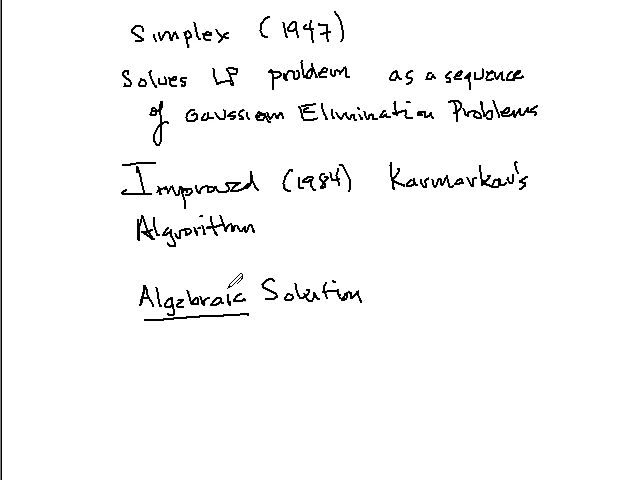 Simplex (1947)
Solves LP problem as a sequence
of Gaussian Elimination Problems
Improved (1984) Karmarkar's
Algorithm
Algebraic Solution